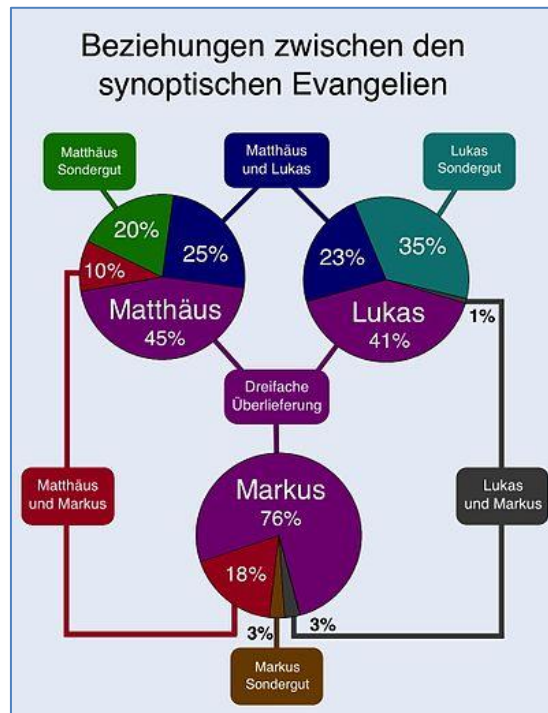 Beziehungen zwischen den
synoptischen Evangelien
Matthäus
Sondergut
Matthäus
und Lukas
Lukas
Sondergut
20%
25%
10%
Matthäus
45%
23%
35%
Lukas
41%
1%
Dreifache
Überlieferung
Matthäus
und Markus
Lukas
und Markus
Markus
76%
18%
3%
3%
Markus
Sondergut